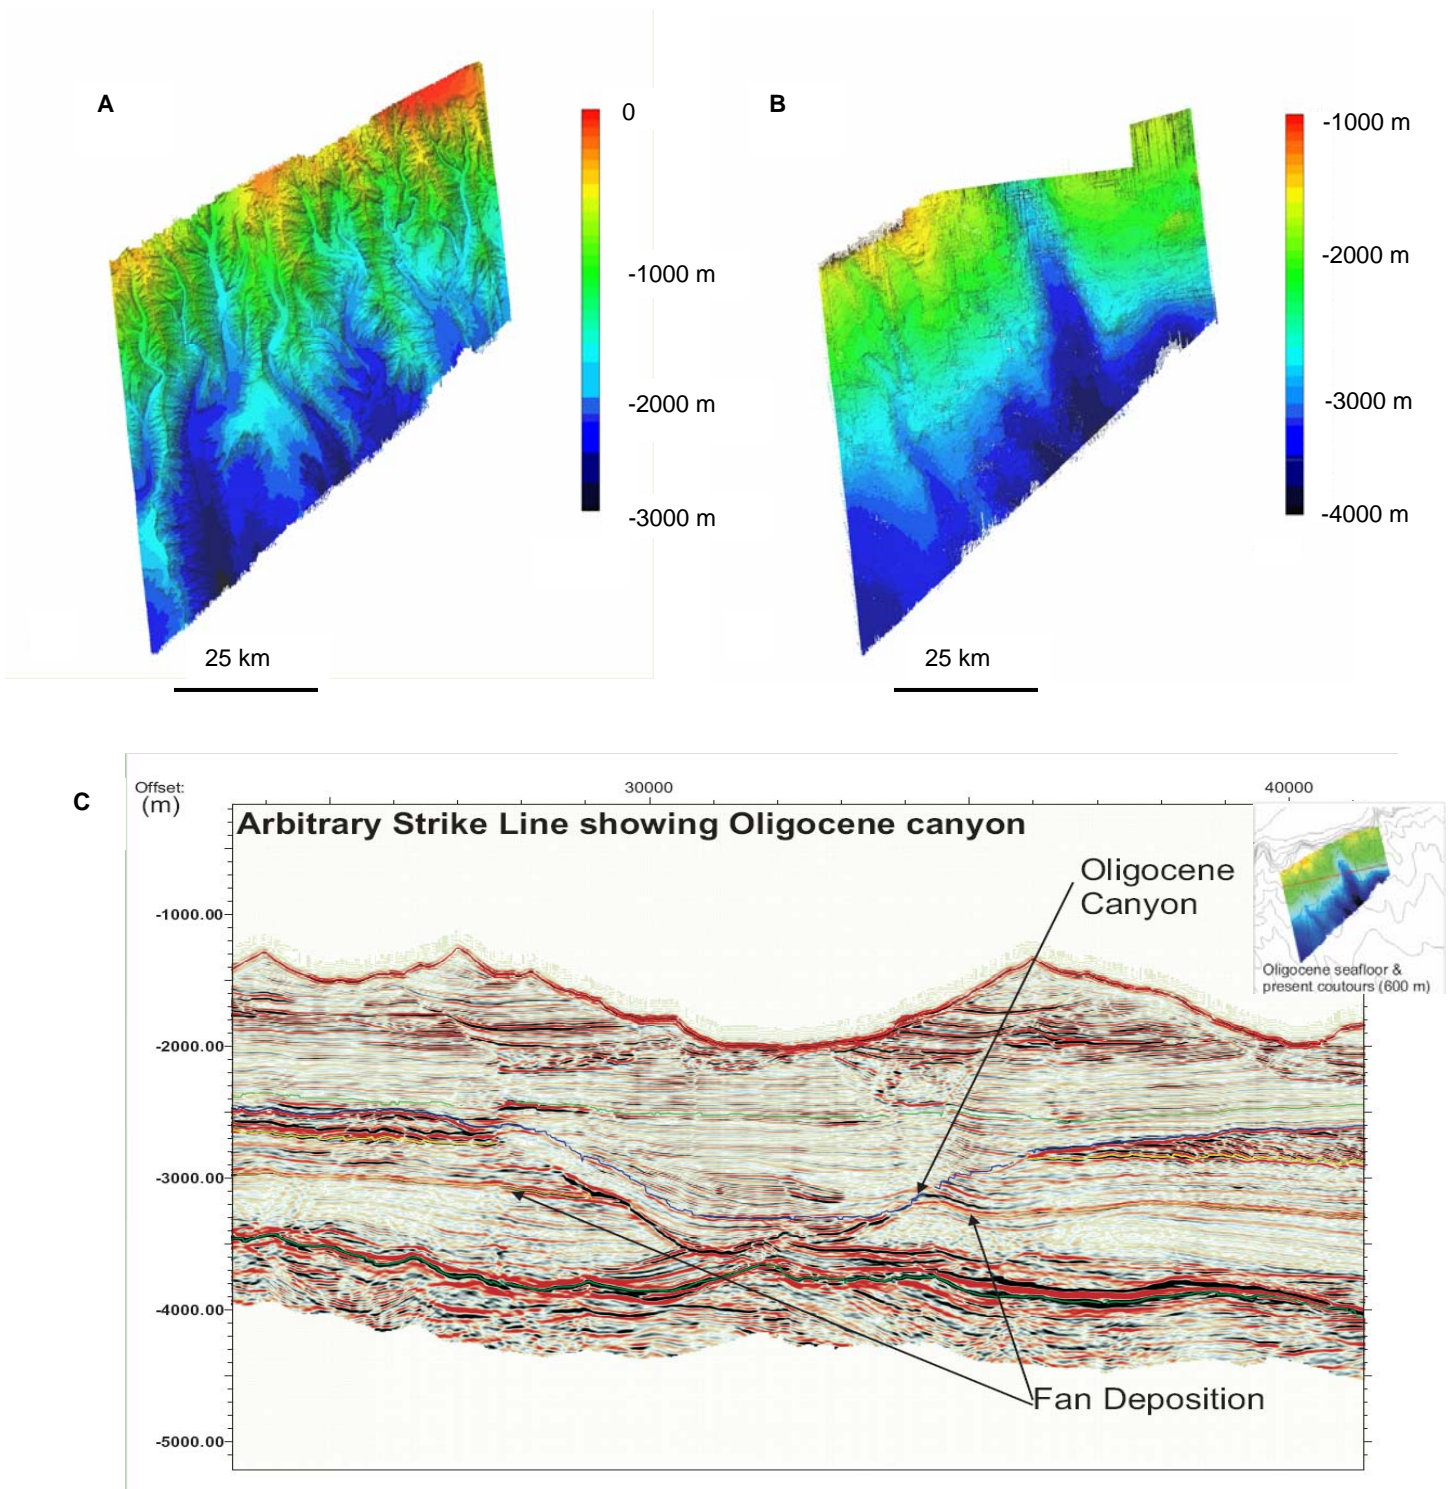 A
0
-1000 m
-2000 m
-3000 m
25 km
B
-1000 m
-2000 m
-3000 m
-4000 m
25 km
C
Offset:
(m)
30000
40000
Arbitrary Strike Line showing Oligocene canyon
Oligocene
Canyon
Oligocene seafloor &
present coutours (600 m)
-1000.00
-2000.00
-3000.00
-4000.00
-5000.00
Fan Deposition